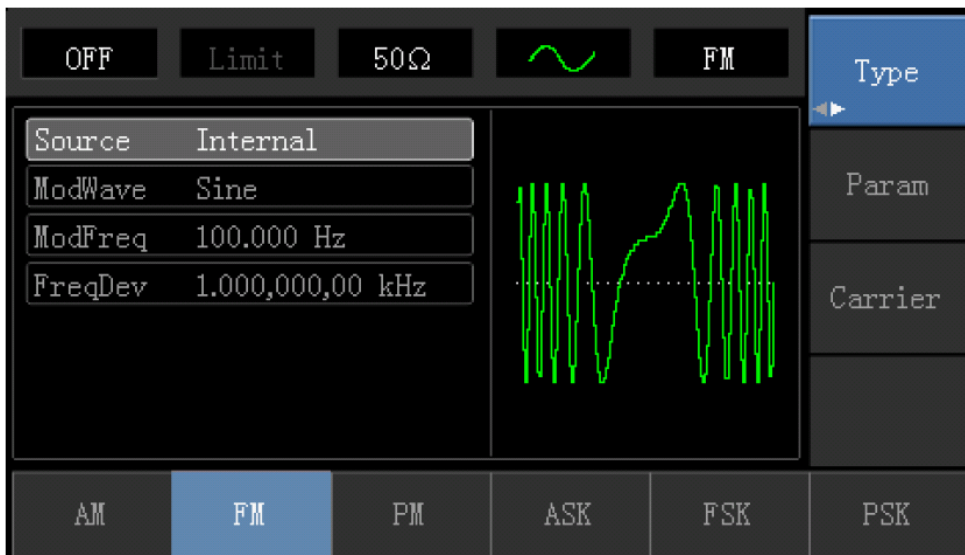 OFF Limit 50Ω FM
Type
Source Internal
ModWave Sine
Param
ModFreq 100.000 Hz
FreqDev 1.000,000,00 kHz
Carrier
AM FM PM ASK FSK PSK